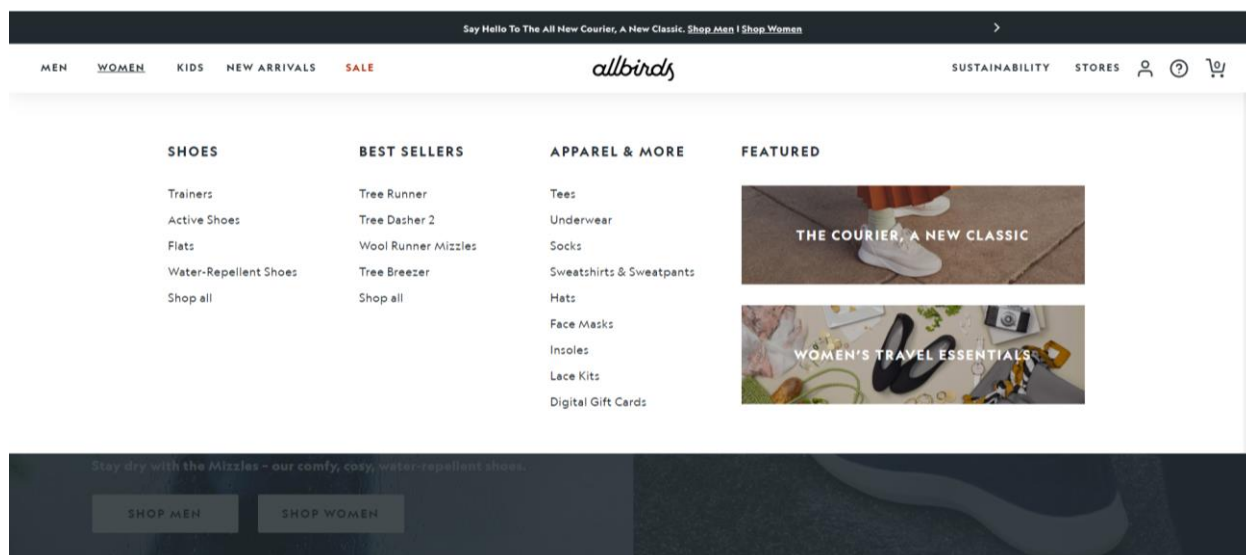 Say Hello To The All New Courier, A New Classic. Shop Men | Shop Women
MEN WOMEN KIDS NEW ARRIVALS SALE allbirds SUSTAINABILITY STORES ? 0
SHOES
Trainers
Active Shoes
Flats
Water-Repellent Shoes
Shop all
BEST SELLERS
Tree Runner
Tree Dasher 2
Wool Runner Mizzles
Tree Breezer
Shop all
APPAREL & MORE
Tees
Underwear
Socks
Sweatshirts & Sweatpants
Hats
Face Masks
Insoles
Lace Kits
Digital Gift Cards
FEATURED
THE COURIER, A NEW CLASSIC
WOMEN'S TRAVEL ESSENTIALS
Stay dry with the Mizzles – our comfy, cosy, water-repellent shoes.
SHOP MEN SHOP WOMEN